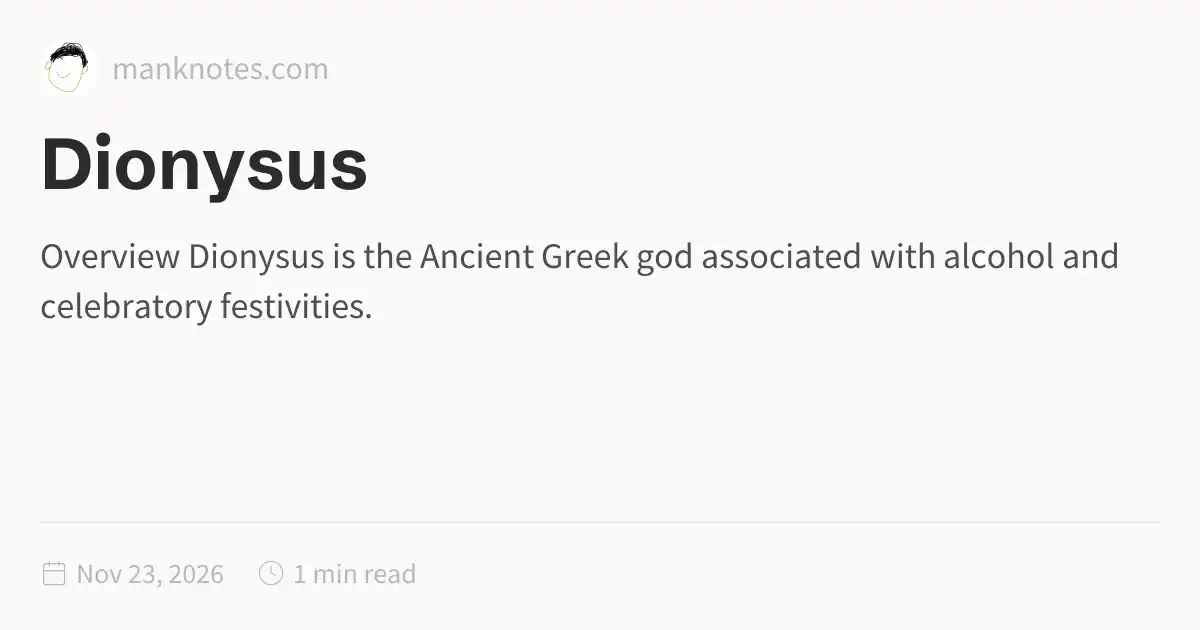 manknotes.com
Dionysus
Overview Dionysus is the Ancient Greek god associated with alcohol and
celebratory festivities.
Nov 23, 2026 1 min read